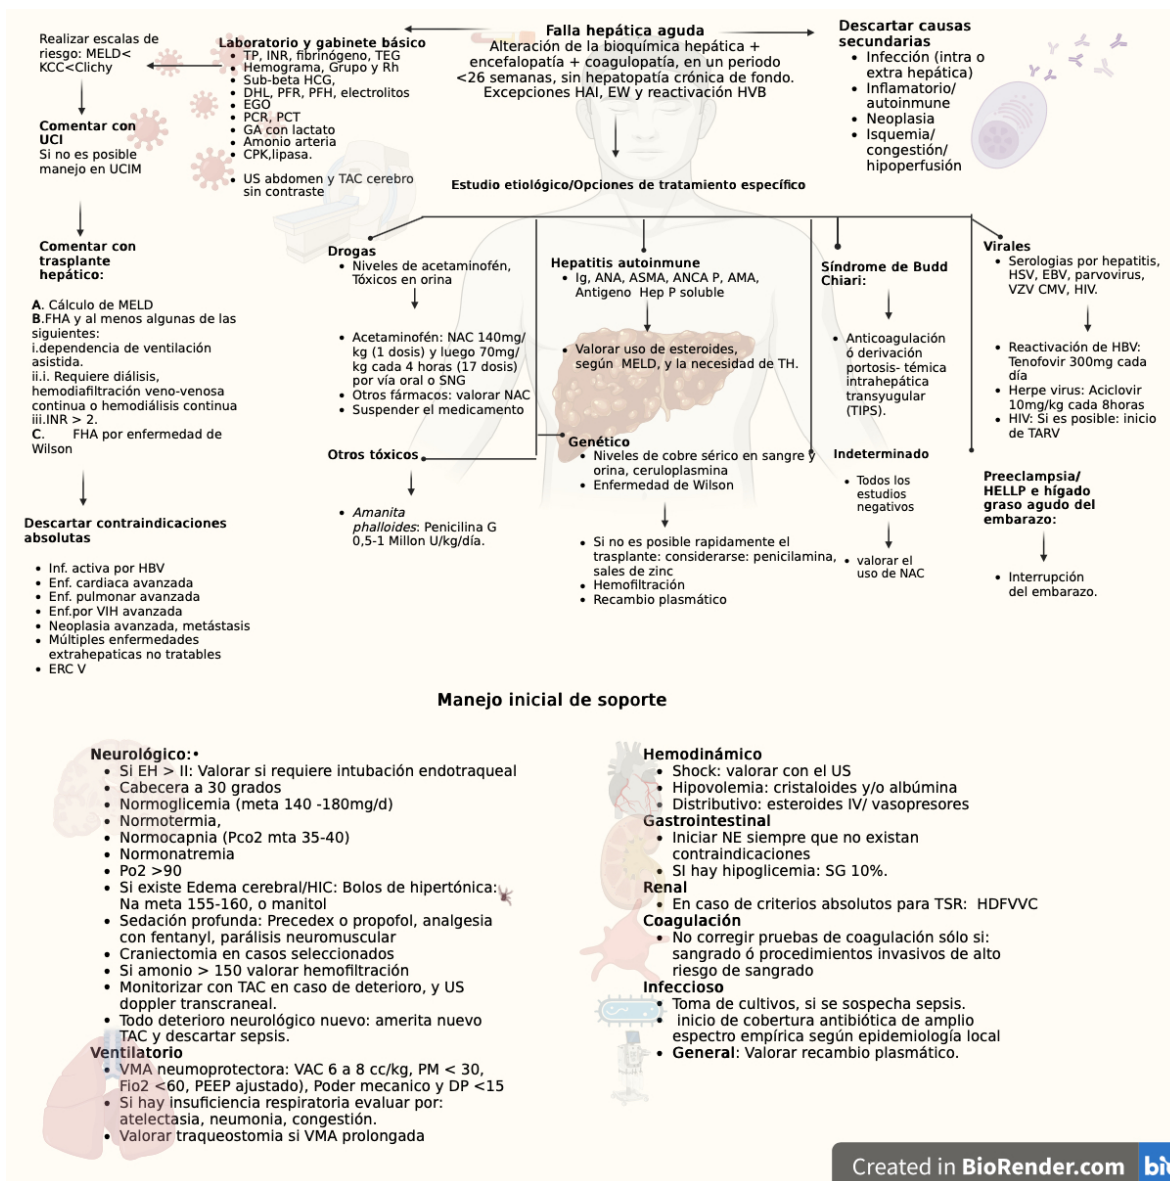 Falla hepática aguda
Alteración de la bioquímica hepática +
encefalopatía + coagulopatía, en un periodo
<26 semanas, sin hepatopatía crónica de fondo.
Excepciones HAI, EW y reactivación HVB
Descartar causas
secundarias
• Infección (intra o
extra hepática)
• Inflamatorio/
autoinmune
• Neoplasia
• Isquemia/
congestión/
hipoperfusión
Laboratorio y gabinete básico
• TP, INR, fibrinógeno, TEG
• Hemograma, Grupo y Rh
• Sub-beta HCG,
• DHL, PFR, PFH, electrolitos
• EGO
• PCR, PCT
• GA con lactato
• Amonio arteria
• CPK,lipasa.
• US abdomen y TAC cerebro
sin contraste
Realizar escalas de
riesgo: MELD<
KCC<Clichy
Comentar con
UCI
Si no es posible
manejo en UCIM
Comentar con
trasplante
hepático:
A. Cálculo de MELD
B.FHA y al menos algunas de las
siguientes:
i.dependencia de ventilación
asistida.
ii.i. Requiere diálisis,
hemodiafiltración veno-venosa
continua o hemodiálisis continua
iii.INR > 2.
C. FHA por enfermedad de
Wilson
Descartar contraindicaciones
absolutas
• Inf. activa por HBV
• Enf. cardiaca avanzada
• Enf. pulmonar avanzada
• Enf.por VIH avanzada
• Neoplasia avanzada, metástasis
• Múltiples enfermedades
extrahepaticas no tratables
• ERC V
Estudio etiológico/Opciones de tratamiento específico
Drogas
• Niveles de acetaminofén,
Tóxicos en orina
• Acetaminofén: NAC 140mg/
kg (1 dosis) y luego 70mg/
kg cada 4 horas (17 dosis)
por vía oral o SNG
• Otros fármacos: valorar NAC
• Suspender el medicamento
Otros tóxicos
• Amanita
phalloides: Penicilina G
0,5-1 Millon U/kg/día.
Hepatitis autoinmune
• Ig, ANA, ASMA, ANCA P, AMA,
Antigeno Hep P soluble
• Valorar uso de esteroides,
según MELD, y la necesidad de TH.
Genético
• Niveles de cobre sérico en sangre y
orina, ceruloplasmina
• Enfermedad de Wilson
• Si no es posible rapidamente el
trasplante: considerarse: penicilamina,
sales de zinc
• Hemofiltración
• Recambio plasmático
Síndrome de Budd
Chiari:
• Anticoagulación
ó derivación
portosis- témica
intrahepática
transyugular
(TIPS).
Indeterminado
• Todos los
estudios
negativos
• valorar el
uso de NAC
Virales
• Serologias por hepatitis,
HSV, EBV, parvovirus,
VZV CMV, HIV.
• Reactivación de HBV:
Tenofovir 300mg cada
día
• Herpe virus: Aciclovir
10mg/kg cada 8horas
• HIV: Si es posible: inicio
de TARV
Preeclampsia/
HELLP e hígado
graso agudo del
embarazo:
• Interrupción
del embarazo.
Manejo inicial de soporte
Neurológico:•
• Si EH > II: Valorar si requiere intubación endotraqueal
• Cabecera a 30 grados
• Normoglicemia (meta 140 -180mg/d)
• Normotermia,
• Normocapnia (Pco2 mta 35-40)
• Normonatremia
• Po2 >90
• Si existe Edema cerebral/HIC: Bolos de hipertónica:
Na meta 155-160, o manitol
• Sedación profunda: Precedex o propofol, analgesia
con fentanyl, parálisis neuromuscular
• Craniectomia en casos seleccionados
• Si amonio > 150 valorar hemofiltración
• Monitorizar con TAC en caso de deterioro, y US
doppler transcraneal.
• Todo deterioro neurológico nuevo: amerita nuevo
TAC y descartar sepsis.
Ventilatorio
• VMA neumoprotectora: VAC 6 a 8 cc/kg, PM < 30,
Fio2 <60, PEEP ajustado), Poder mecanico y DP <15
• Si hay insuficiencia respiratoria evaluar por:
atelectasia, neumonia, congestión.
• Valorar traqueostomia si VMA prolongada
Hemodinámico
• Shock: valorar con el US
• Hipovolemia: cristaloides y/o albúmina
• Distributivo: esteroides IV/ vasopresores
Gastrointestinal
• Iniciar NE siempre que no existan
contraindicaciones
• SI hay hipoglicemia: SG 10%.
Renal
• En caso de criterios absolutos para TSR: HDFVVC
Coagulación
• No corregir pruebas de coagulación sólo si:
sangrado ó procedimientos invasivos de alto
riesgo de sangrado
Infeccioso
• Toma de cultivos, si se sospecha sepsis.
• inicio de cobertura antibiótica de amplio
espectro empírica según epidemiología local
• General: Valorar recambio plasmático.
Created in BioRender.com